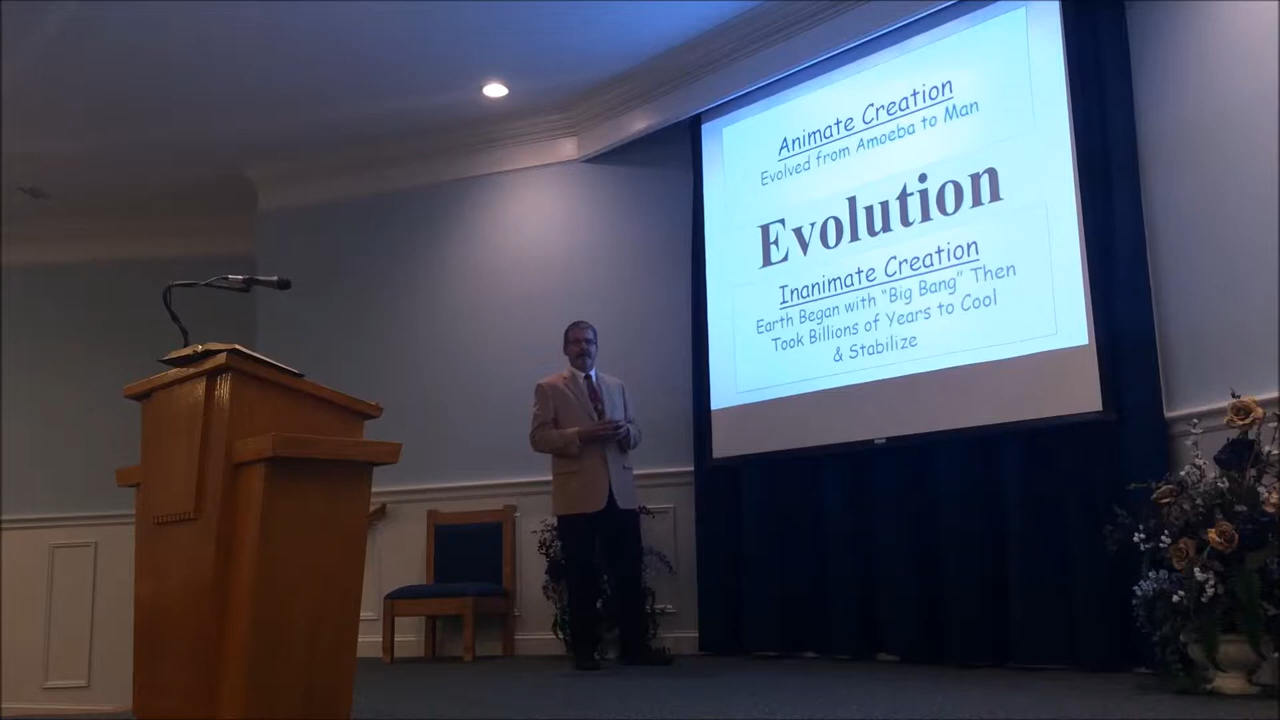 Animate Creation
Evolved from Amoeba to Man
Evolution
Inanimate Creation
Earth Began with "Big Bang" Then
Took Billions of Years to Cool
& Stabilize